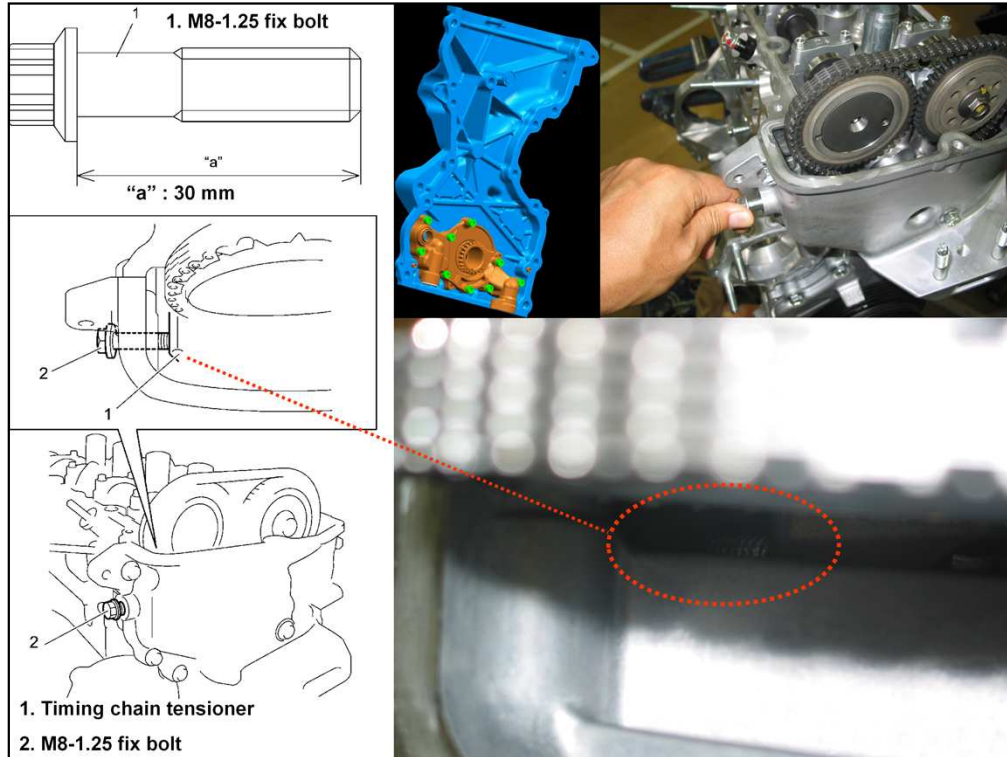 1
1. M8-1.25 fix bolt
“a”
“a” : 30 mm
2
1
2
1. Timing chain tensioner
2. M8-1.25 fix bolt